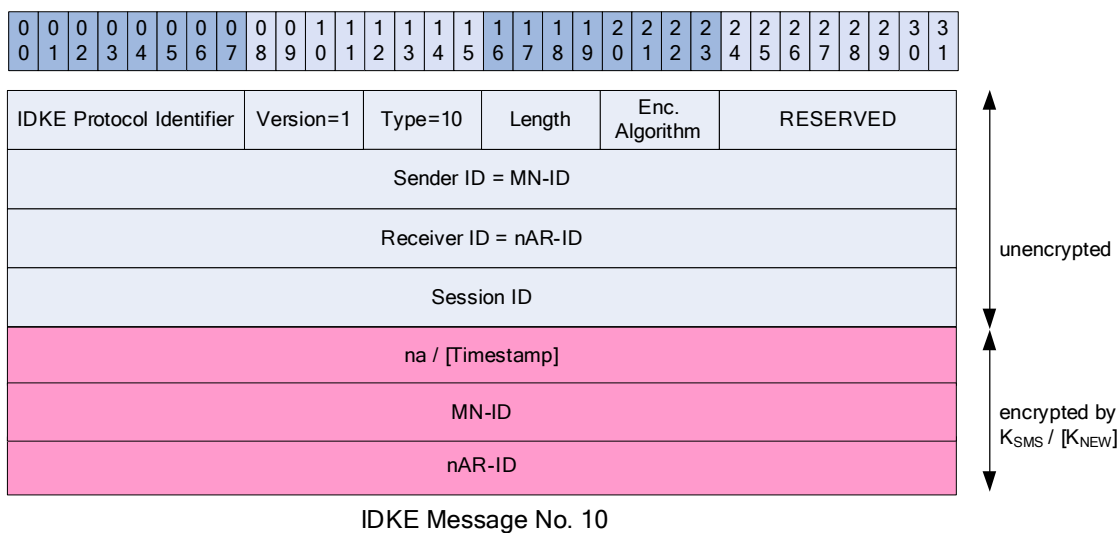 0 0 0 0 0 0 0 0 0 0 1 1 1 1 1 1 1 1 1 1 2 2 2 2 2 2 2 2 2 2 3 3
0 1 2 3 4 5 6 7 8 9 0 1 2 3 4 5 6 7 8 9 0 1 2 3 4 5 6 7 8 9 0 1
IDKE Protocol Identifier Version=1 Type=10 Length Enc. Algorithm RESERVED
Sender ID = MN-ID
Receiver ID = nAR-ID
unencrypted
Session ID
na / [Timestamp]
MN-ID
encrypted by
K_SMS / [K_NEW]
nAR-ID
IDKE Message No. 10